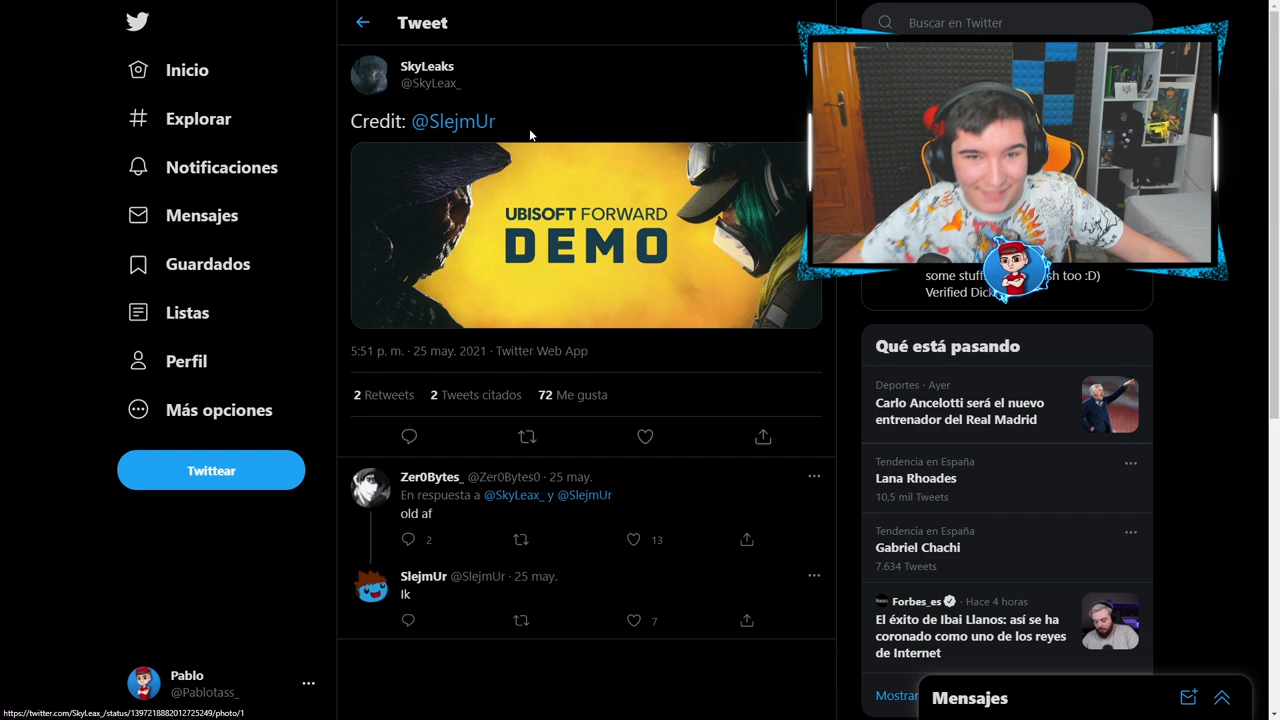 Inicio
Explorar
Notificaciones
Mensajes
Guardados
Listas
Perfil
Más opciones
Twittear
Pablo
@Pablotass_
https://twitter.com/SkyLeax_/status/1397218882012725249/photo/1
Tweet
SkyLeaks
@SkyLeax_
Credit: @SlejmUr
UBISOFT FORWARD
DEMO
5:51 p. m. · 25 may. 2021 · Twitter Web App
2 Retweets 2 Tweets citados 72 Me gusta
Zer0Bytes_ @Zer0Bytes0 · 25 may.
En respuesta a @SkyLeax_ y @SlejmUr
old af
2 13
SlejmUr @SlejmUr · 25 may.
Ik
7
Buscar en Twitter
some stuff sh too :D)
Verified Dick
Qué está pasando
Deportes · Ayer
Carlo Ancelotti será el nuevo
entrenador del Real Madrid
Tendencia en España
Lana Rhoades
10,5 mil Tweets
Tendencia en España
Gabriel Chachi
7.634 Tweets
Forbes_es · Hace 4 horas
El éxito de Ibai Llanos: así se ha
coronado como uno de los reyes
de Internet
Mostrar
Mensajes